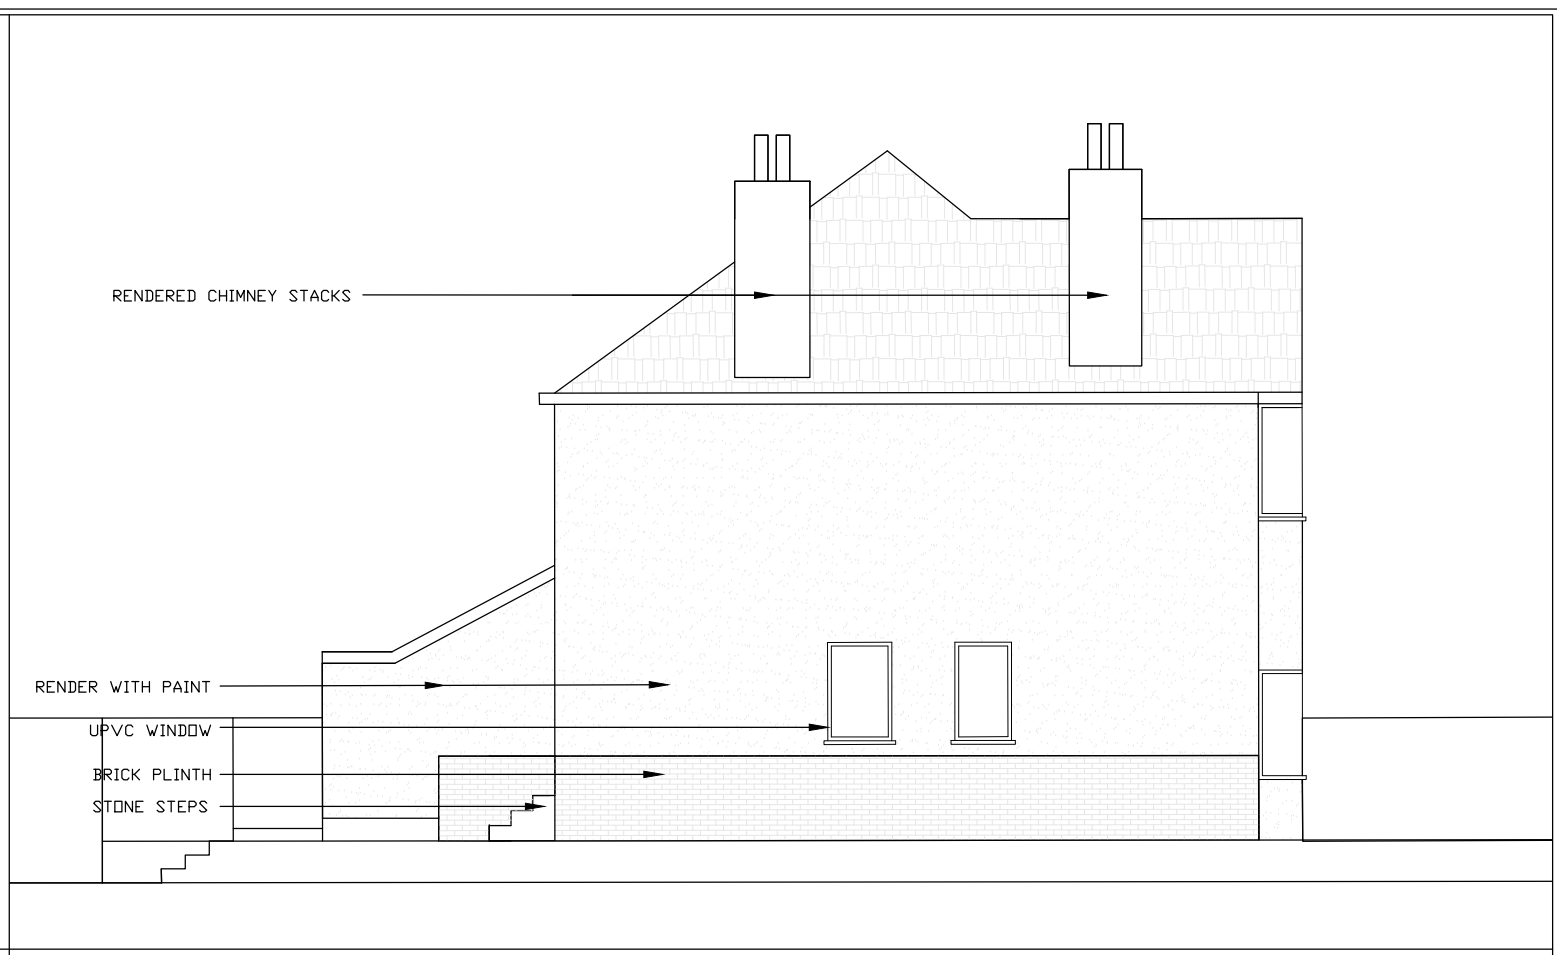 RENDERED CHIMNEY STACKS
RENDER WITH PAINT
UPVC WINDOW
BRICK PLINTH
STONE STEPS